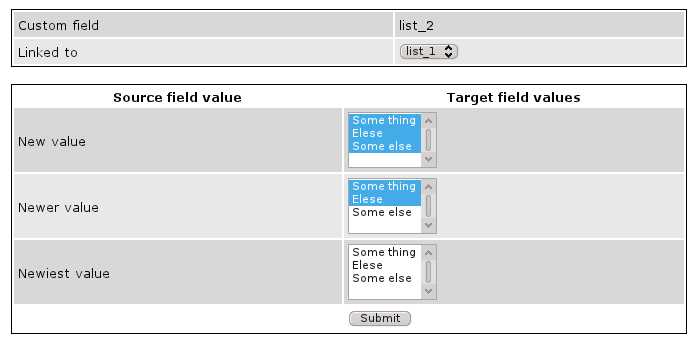 Custom field list_2
Linked to list_1
Source field value Target field values
New value
Some thing
Elese
Some else
Newer value
Some thing
Elese
Some else
Newiest value
Some thing
Elese
Some else
Submit